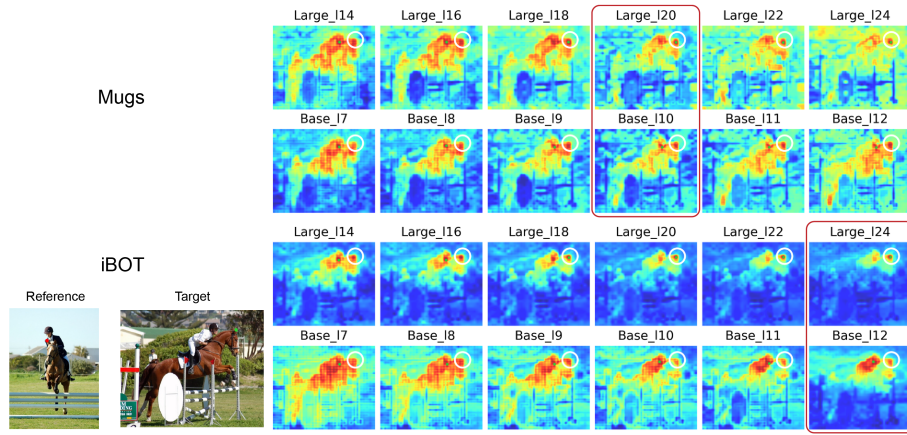 Mugs
Large_l14 Large_l16 Large_l18 Large_l20 Large_l22 Large_l24
Base_l7 Base_l8 Base_l9 Base_l10 Base_l11 Base_l12
iBOT
Large_l14 Large_l16 Large_l18 Large_l20 Large_l22 Large_l24
Reference Target
Base_l7 Base_l8 Base_l9 Base_l10 Base_l11 Base_l12